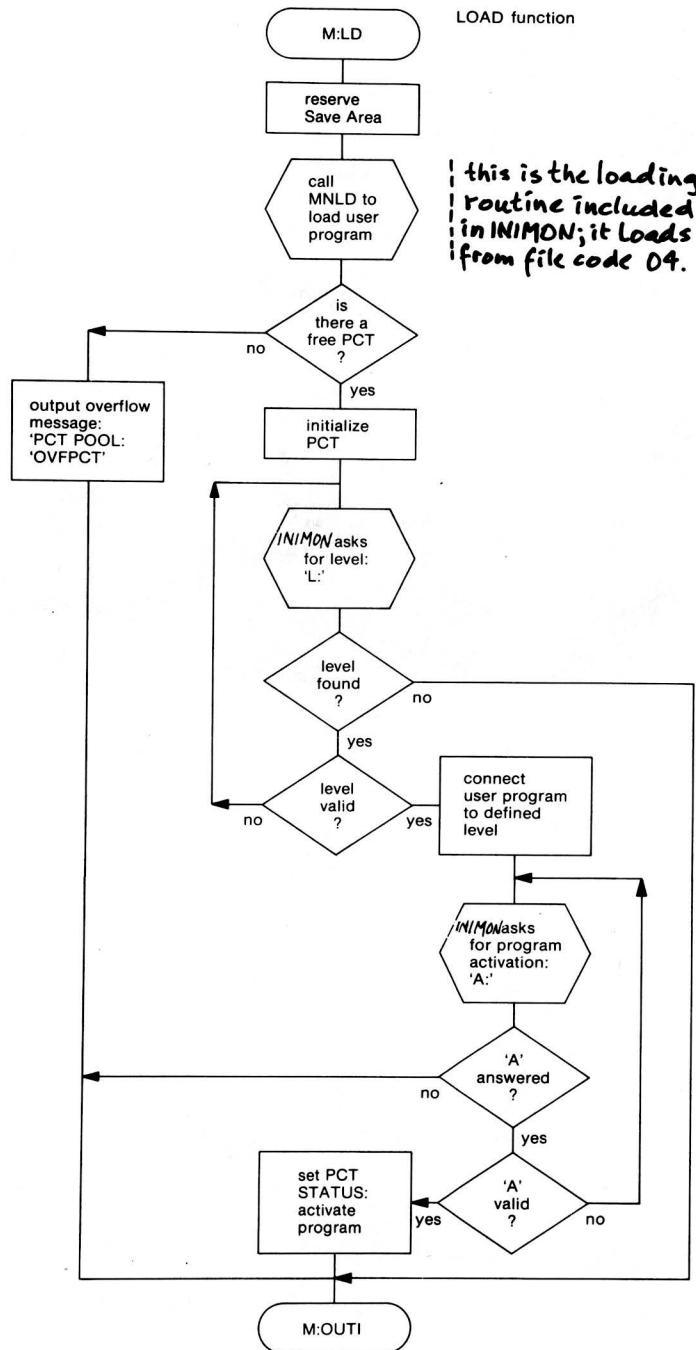 LOAD function
M:LD
reserve
Save Area
call
MNLD to
load user
program
this is the loading
routine included
in INIMON; it loads
from file code 04.
is
there a
free PCT
?
no
yes
output overflow
message:
'PCT POOL:
'OVFPCT'
initialize
PCT
INIMON asks
for level:
'L:'
level
found
?
no
yes
level
valid
?
no
yes
connect
user program
to defined
level
INIMON asks
for program
activation:
'A:'
'A'
answered
?
no
yes
'A'
valid
?
yes
no
set PCT
STATUS:
activate
program
M:OUTI